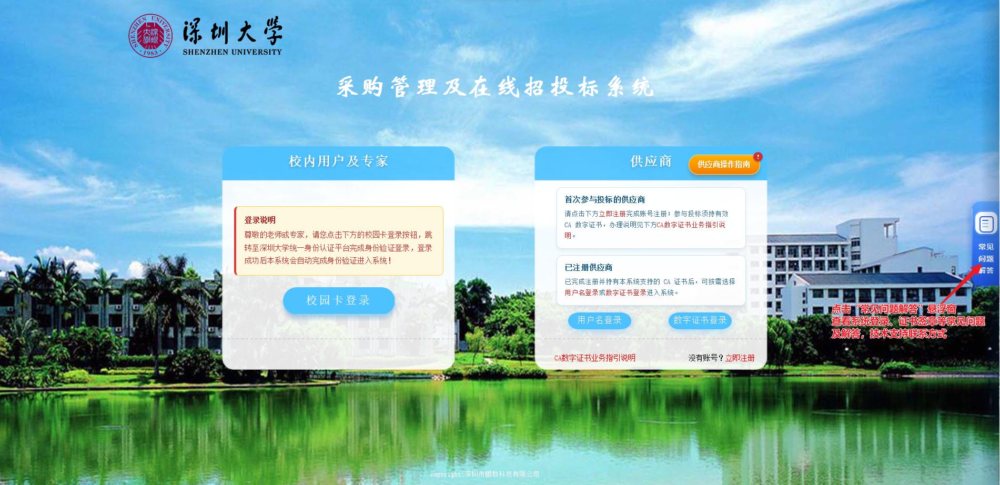 SHENZHEN UNIVERSITY
·1983·
深圳大学
SHENZHEN UNIVERSITY
采购管理及在线招投标系统
校内用户及专家
登录说明
尊敬的老师或专家，请您点击下方的校园卡登录按钮，跳
转至深圳大学统一身份认证平台完成身份验证登录，登录
成功后本系统会自动完成身份验证进入系统！
校园卡登录
供应商
供应商操作指南
!
首次参与投标的供应商
请点击下方立即注册完成账号注册；参与投标须持有效
CA 数字证书，办理说明见下方CA数字证书业务指引说
明。
已注册供应商
已完成注册并持有本系统支持的 CA 证书后，可按需选择
用户名登录或数字证书登录进入系统。
用户名登录
数字证书登录
CA数字证书业务指引说明
没有账号？立即注册
常见
问题
解答
点击“常见问题解答”悬浮窗
查看系统登录、证书签章等常见问题
及解答，技术支持联系方式
copyright:深圳市鹏教科技有限公司